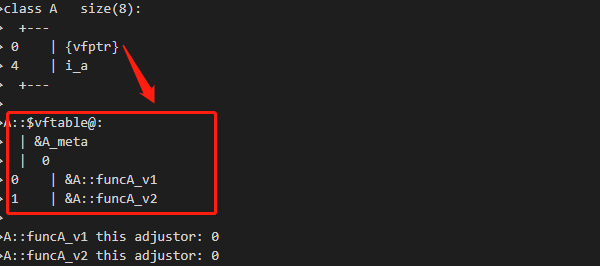 >class A   size(8):
>  +---
> 0    | {vfptr}
> 4    | i_a
>  +---
>
>A::$vftable@:
>  | &A_meta
>  |  0
> 0    | &A::funcA_v1
> 1    | &A::funcA_v2
>
>A::funcA_v1 this adjustor: 0
>A::funcA_v2 this adjustor: 0